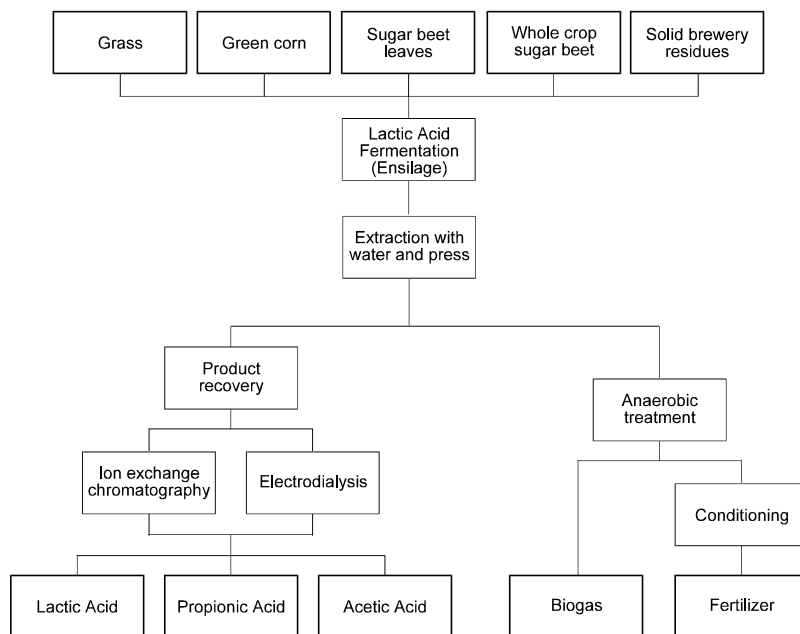 Grass
Green corn
Sugar beet
leaves
Whole crop
sugar beet
Solid brewery
residues
Lactic Acid
Fermentation
(Ensilage)
Extraction with
water and press
Product
recovery
Anaerobic
treatment
Ion exchange
chromatography
Electrodialysis
Conditioning
Lactic Acid
Propionic Acid
Acetic Acid
Biogas
Fertilizer